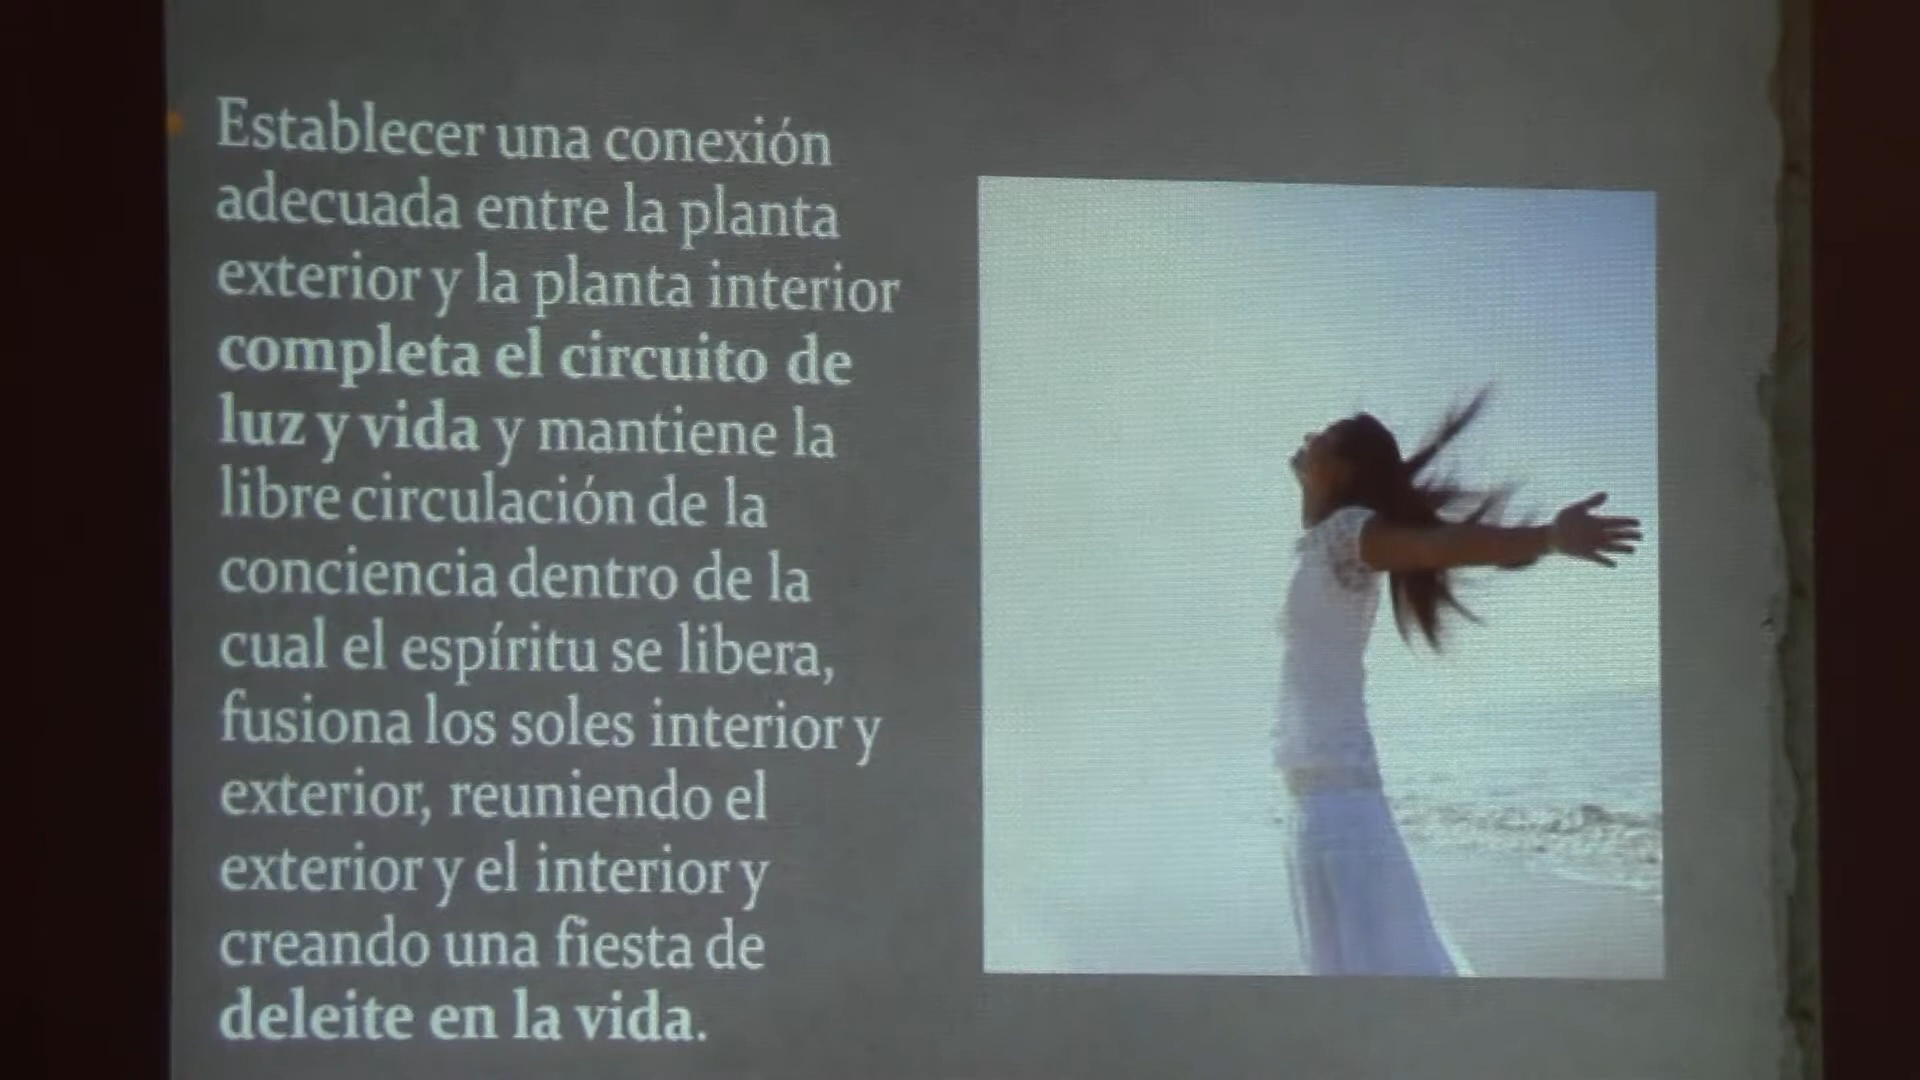 Establecer una conexión
adecuada entre la planta
exterior y la planta interior
completa el circuito de
luz y vida y mantiene la
libre circulación de la
conciencia dentro de la
cual el espíritu se libera,
fusiona los soles interior y
exterior, reuniendo el
exterior y el interior y
creando una fiesta de
deleite en la vida.